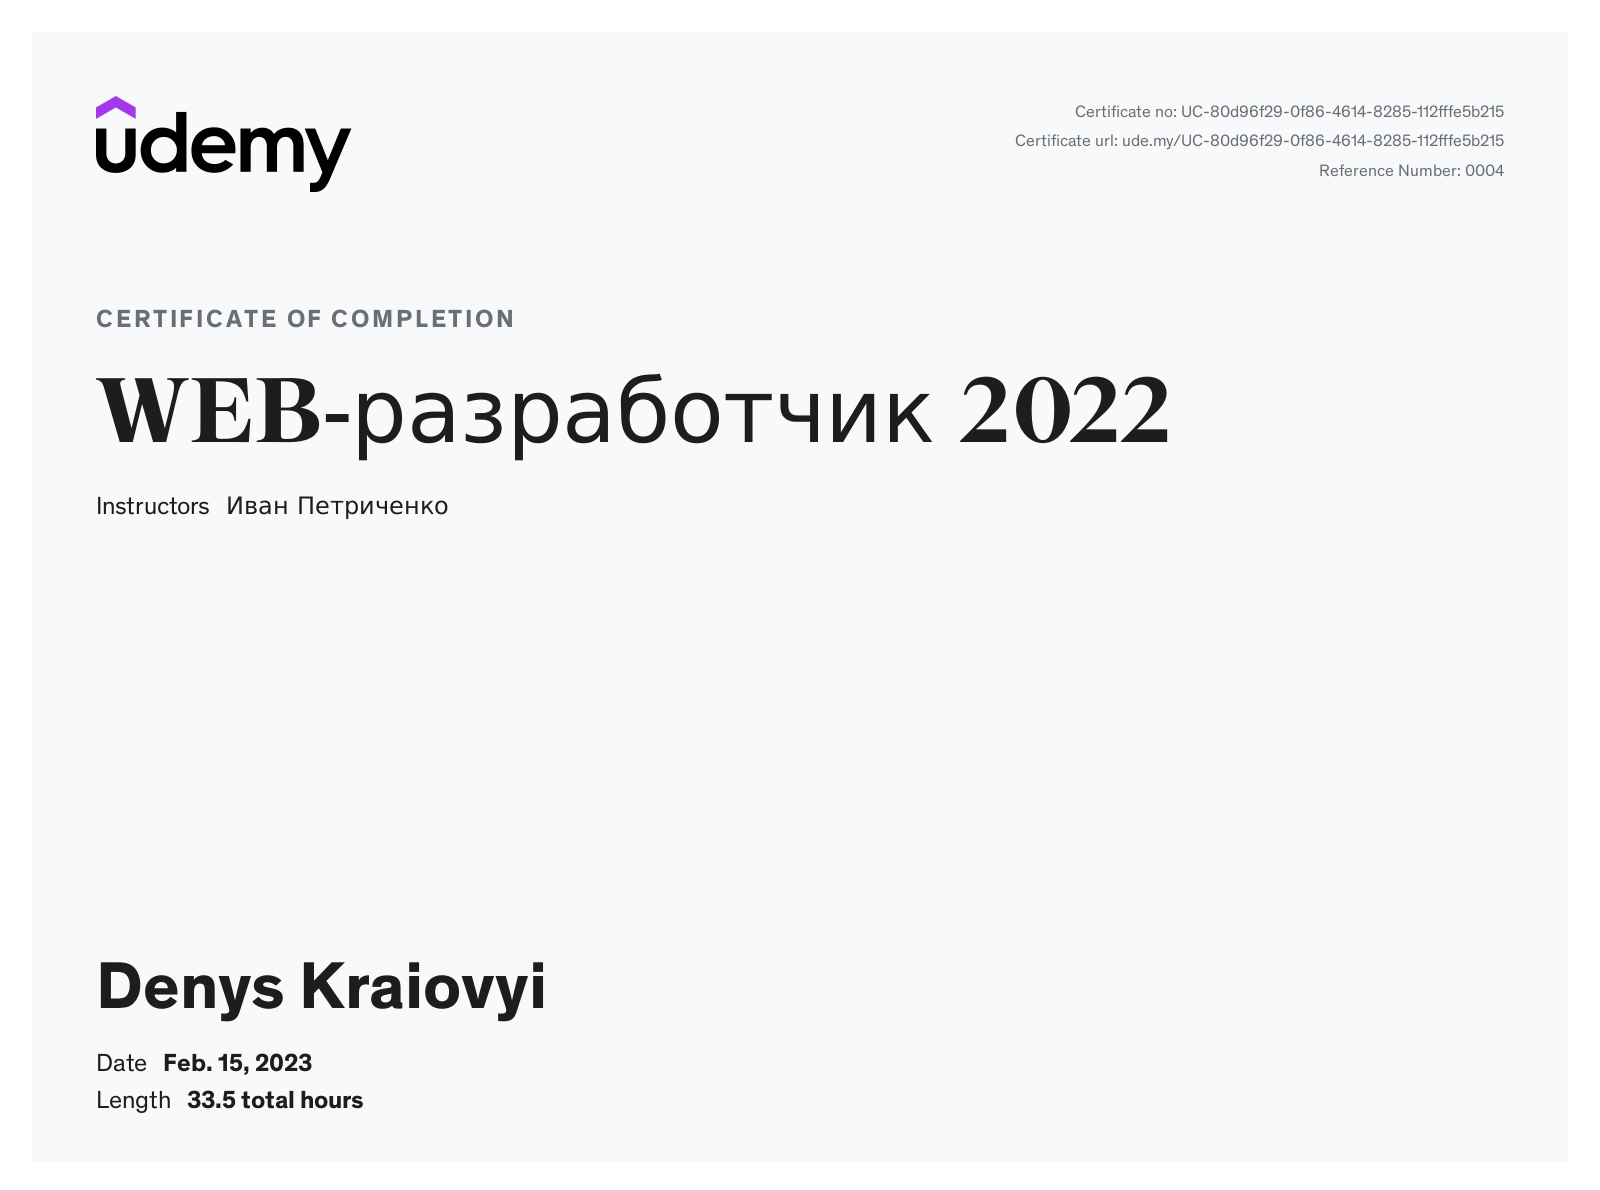 udemy
Certificate no: UC-80d96f29-0f86-4614-8285-112fffe5b215
Certificate url: ude.my/UC-80d96f29-0f86-4614-8285-112fffe5b215
Reference Number: 0004
CERTIFICATE OF COMPLETION
WEB-разработчик 2022
Instructors Иван Петриченко
Denys Kraiovyi
Date Feb. 15, 2023
Length 33.5 total hours